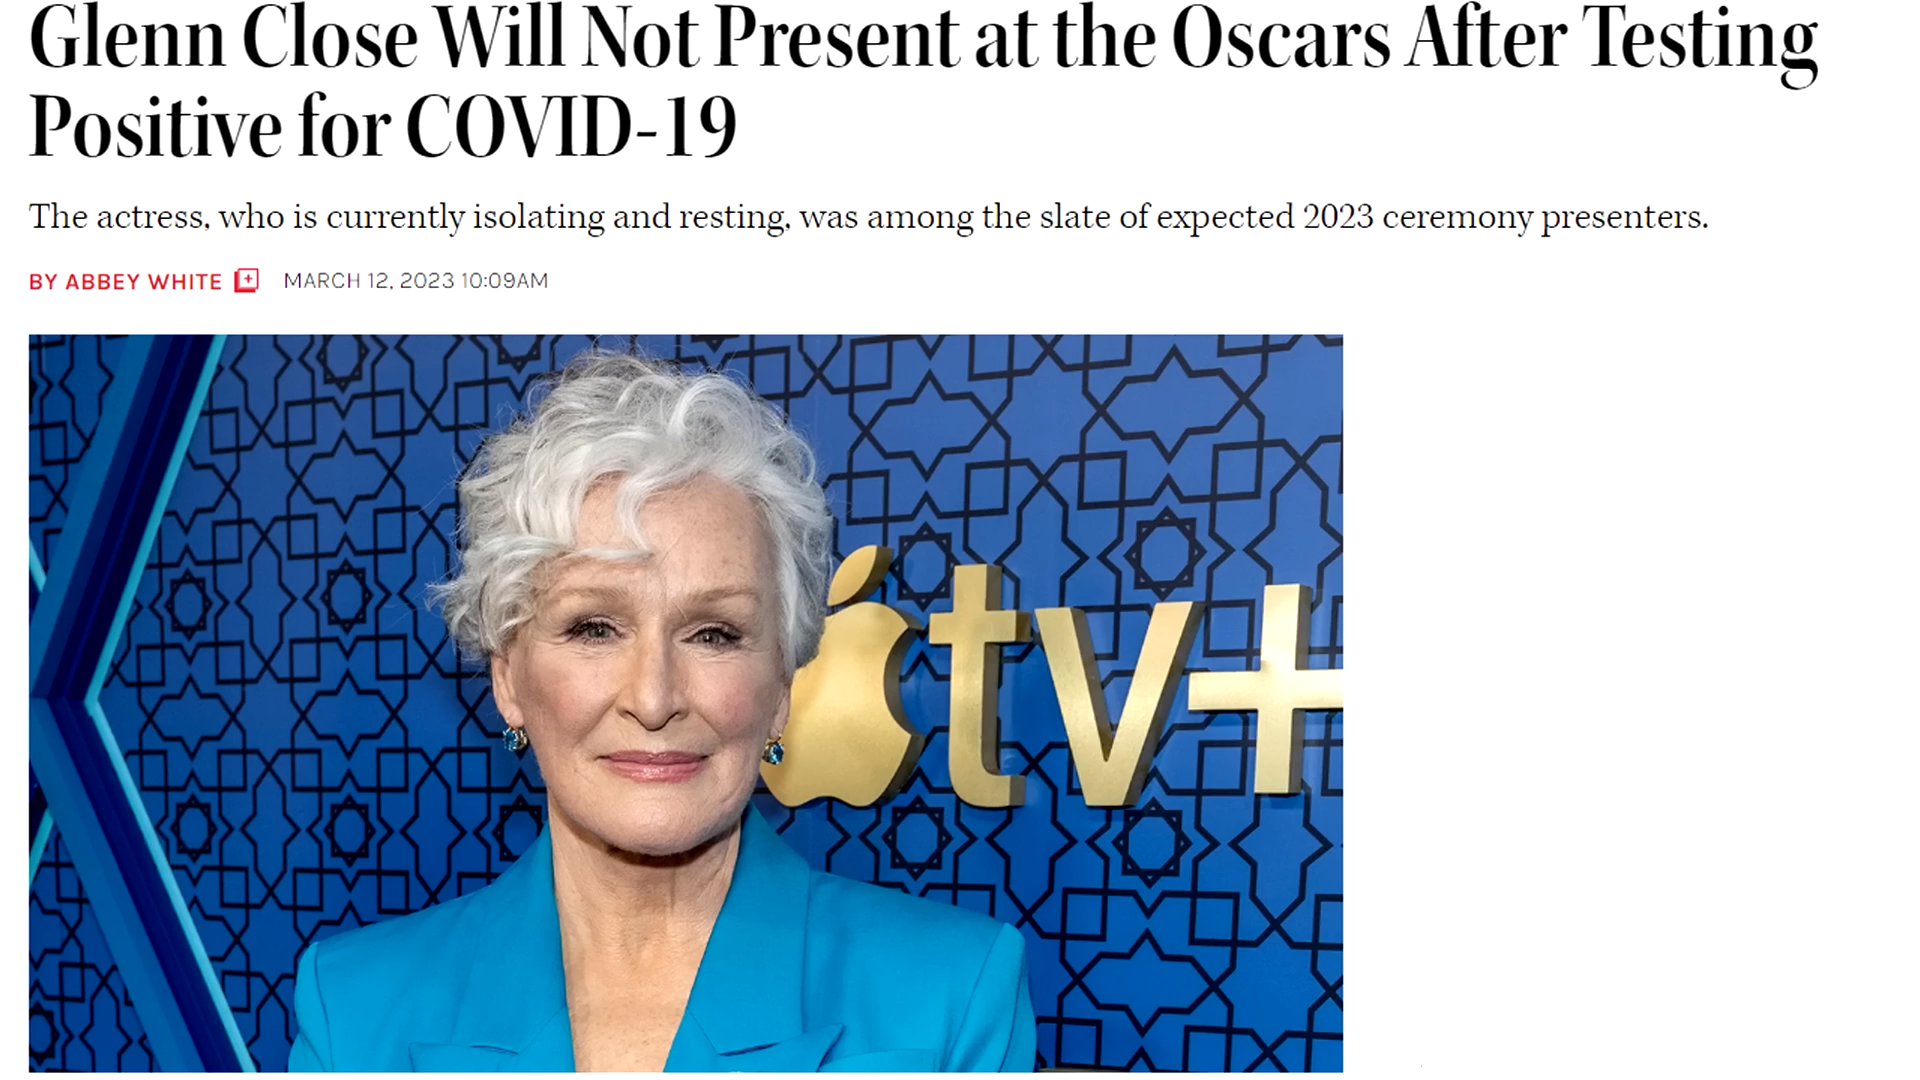 Glenn Close Will Not Present at the Oscars After Testing
Positive for COVID-19
The actress, who is currently isolating and resting, was among the slate of expected 2023 ceremony presenters.
BY ABBEY WHITE MARCH 12, 2023 10:09AM
tv+